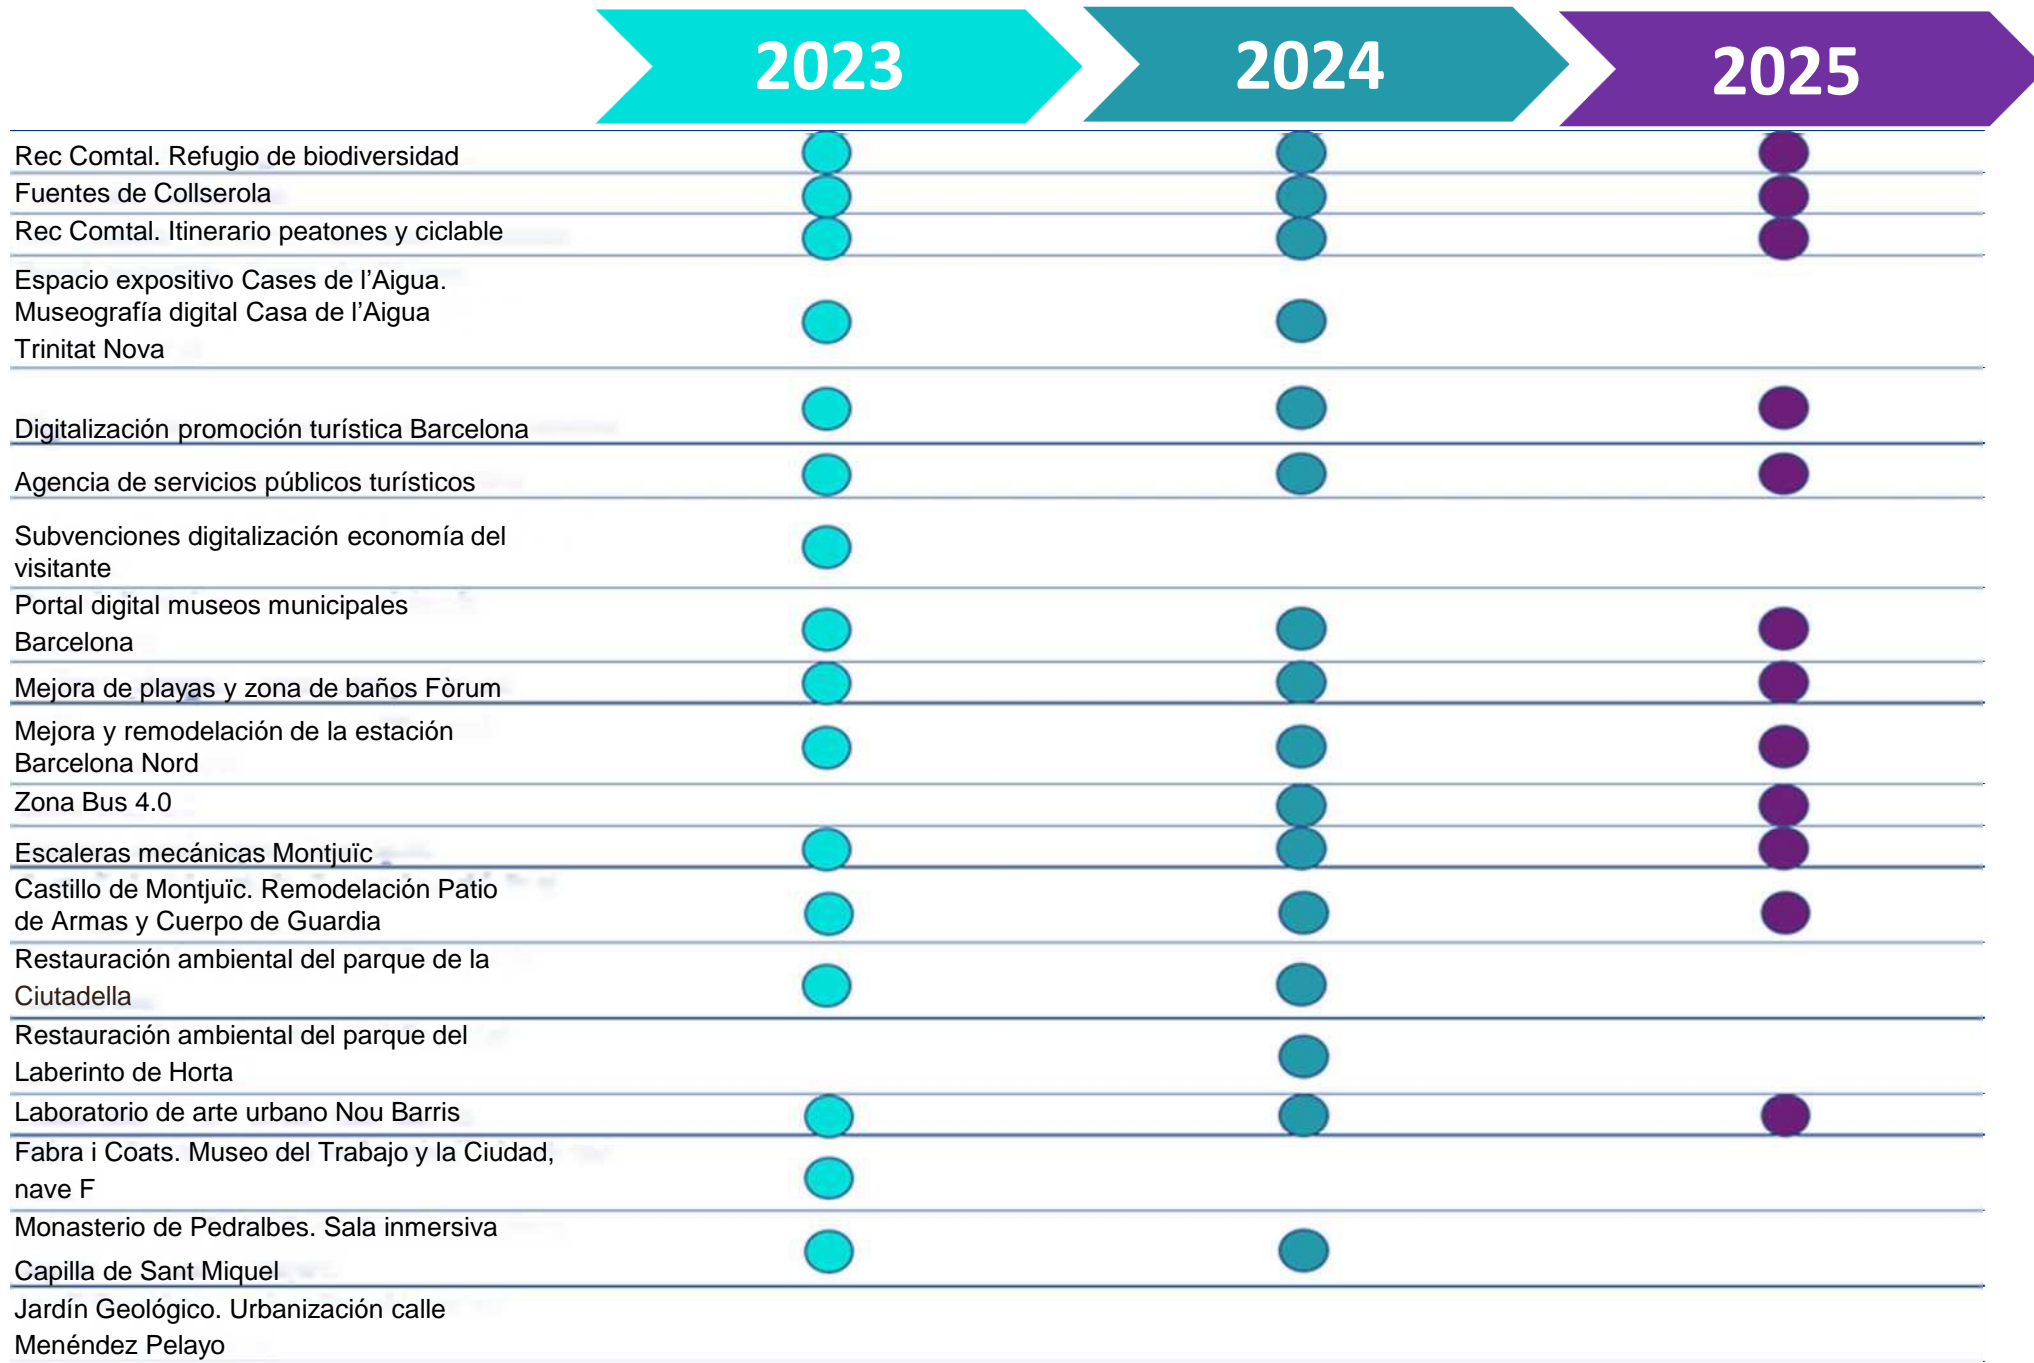 2023
2024
2025
Rec Comtal. Refugio de biodiversidad
Fuentes de Collserola
Rec Comtal. Itinerario peatones y ciclable
Espacio expositivo Cases de l’Aigua.
Museografía digital Casa de l’Aigua
Trinitat Nova
Digitalización promoción turística Barcelona
Agencia de servicios públicos turísticos
Subvenciones digitalización economía del
visitante
Portal digital museos municipales
Barcelona
Mejora de playas y zona de baños Fòrum
Mejora y remodelación de la estación
Barcelona Nord
Zona Bus 4.0
Escaleras mecánicas Montjuïc
Castillo de Montjuïc. Remodelación Patio
de Armas y Cuerpo de Guardia
Restauración ambiental del parque de la
Ciutadella
Restauración ambiental del parque del
Laberinto de Horta
Laboratorio de arte urbano Nou Barris
Fabra i Coats. Museo del Trabajo y la Ciudad,
nave F
Monasterio de Pedralbes. Sala inmersiva
Capilla de Sant Miquel
Jardín Geológico. Urbanización calle
Menéndez Pelayo